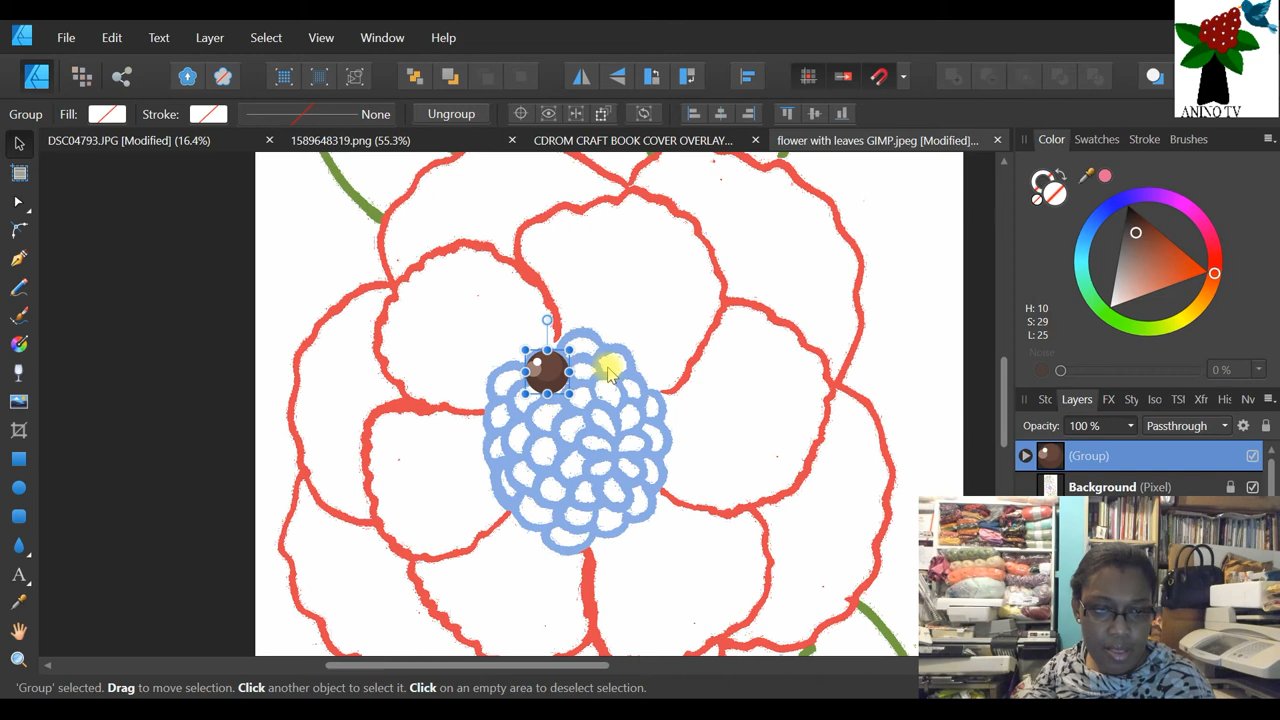 ANINO TV
File Edit Text Layer Select View Window Help
Group Fill: Stroke: None Ungroup
DSC04793.JPG [Modified] (16.4%) 1589648319.png (55.3%) CDROM CRAFT BOOK COVER OVERLAY... flower with leaves GIMP.jpeg [Modified]...
Color Swatches Stroke Brushes
H: 10
S: 29
L: 25
None 0 %
Stc Layers FX Sty Iso TSl Xfr His Nv
Opacity: 100 % Passthrough
(Group)
Background (Pixel)
'Group' selected. Drag to move selection. Click another object to select it. Click on an empty area to deselect selection.